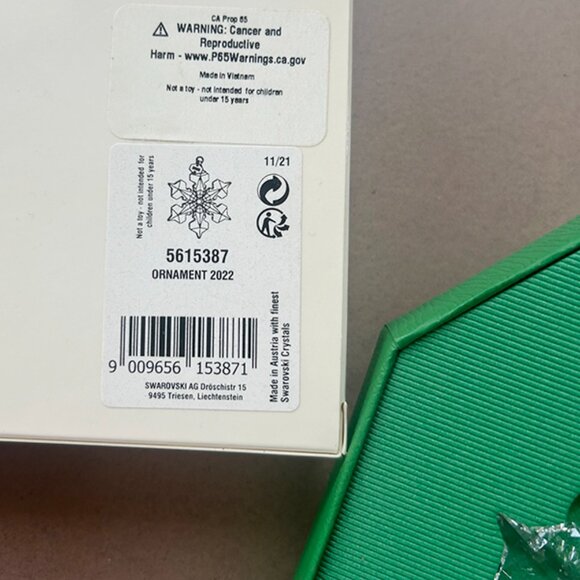 CA Prop 65
WARNING: Cancer and
Reproductive
Harm - www.P65Warnings.ca.gov
Made in Vietnam
Not a toy - not intended for children
under 15 years
Not a toy - not intended for
children under 15 years
11/21
5615387
ORNAMENT 2022
9 009656 153871
SWAROVSKI AG Dröschistr 15
9495 Triesen, Liechtenstein
Made in Austria with finest
Swarovski Crystals